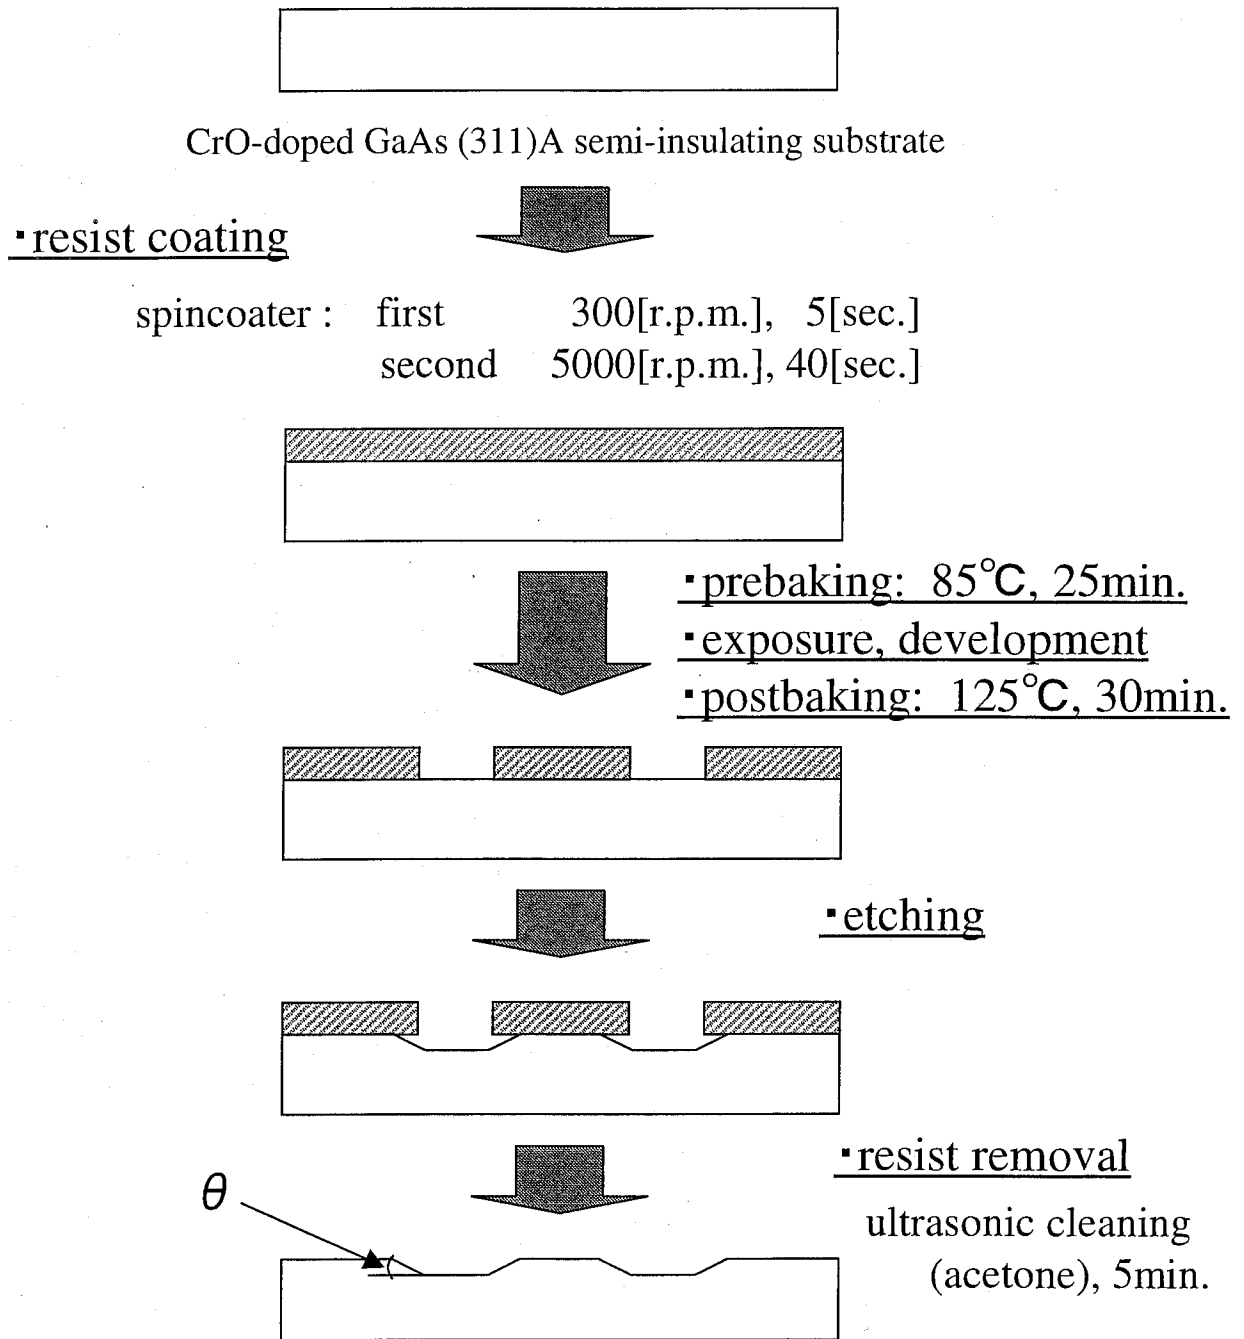 CrO-doped GaAs (311)A semi-insulating substrate
･resist coating
spincoater : first 300[r.p.m.], 5[sec.]
second 5000[r.p.m.], 40[sec.]
･prebaking: 85℃, 25min.
･exposure, development
･postbaking: 125℃, 30min.
･etching
･resist removal
θ
ultrasonic cleaning
(acetone), 5min.